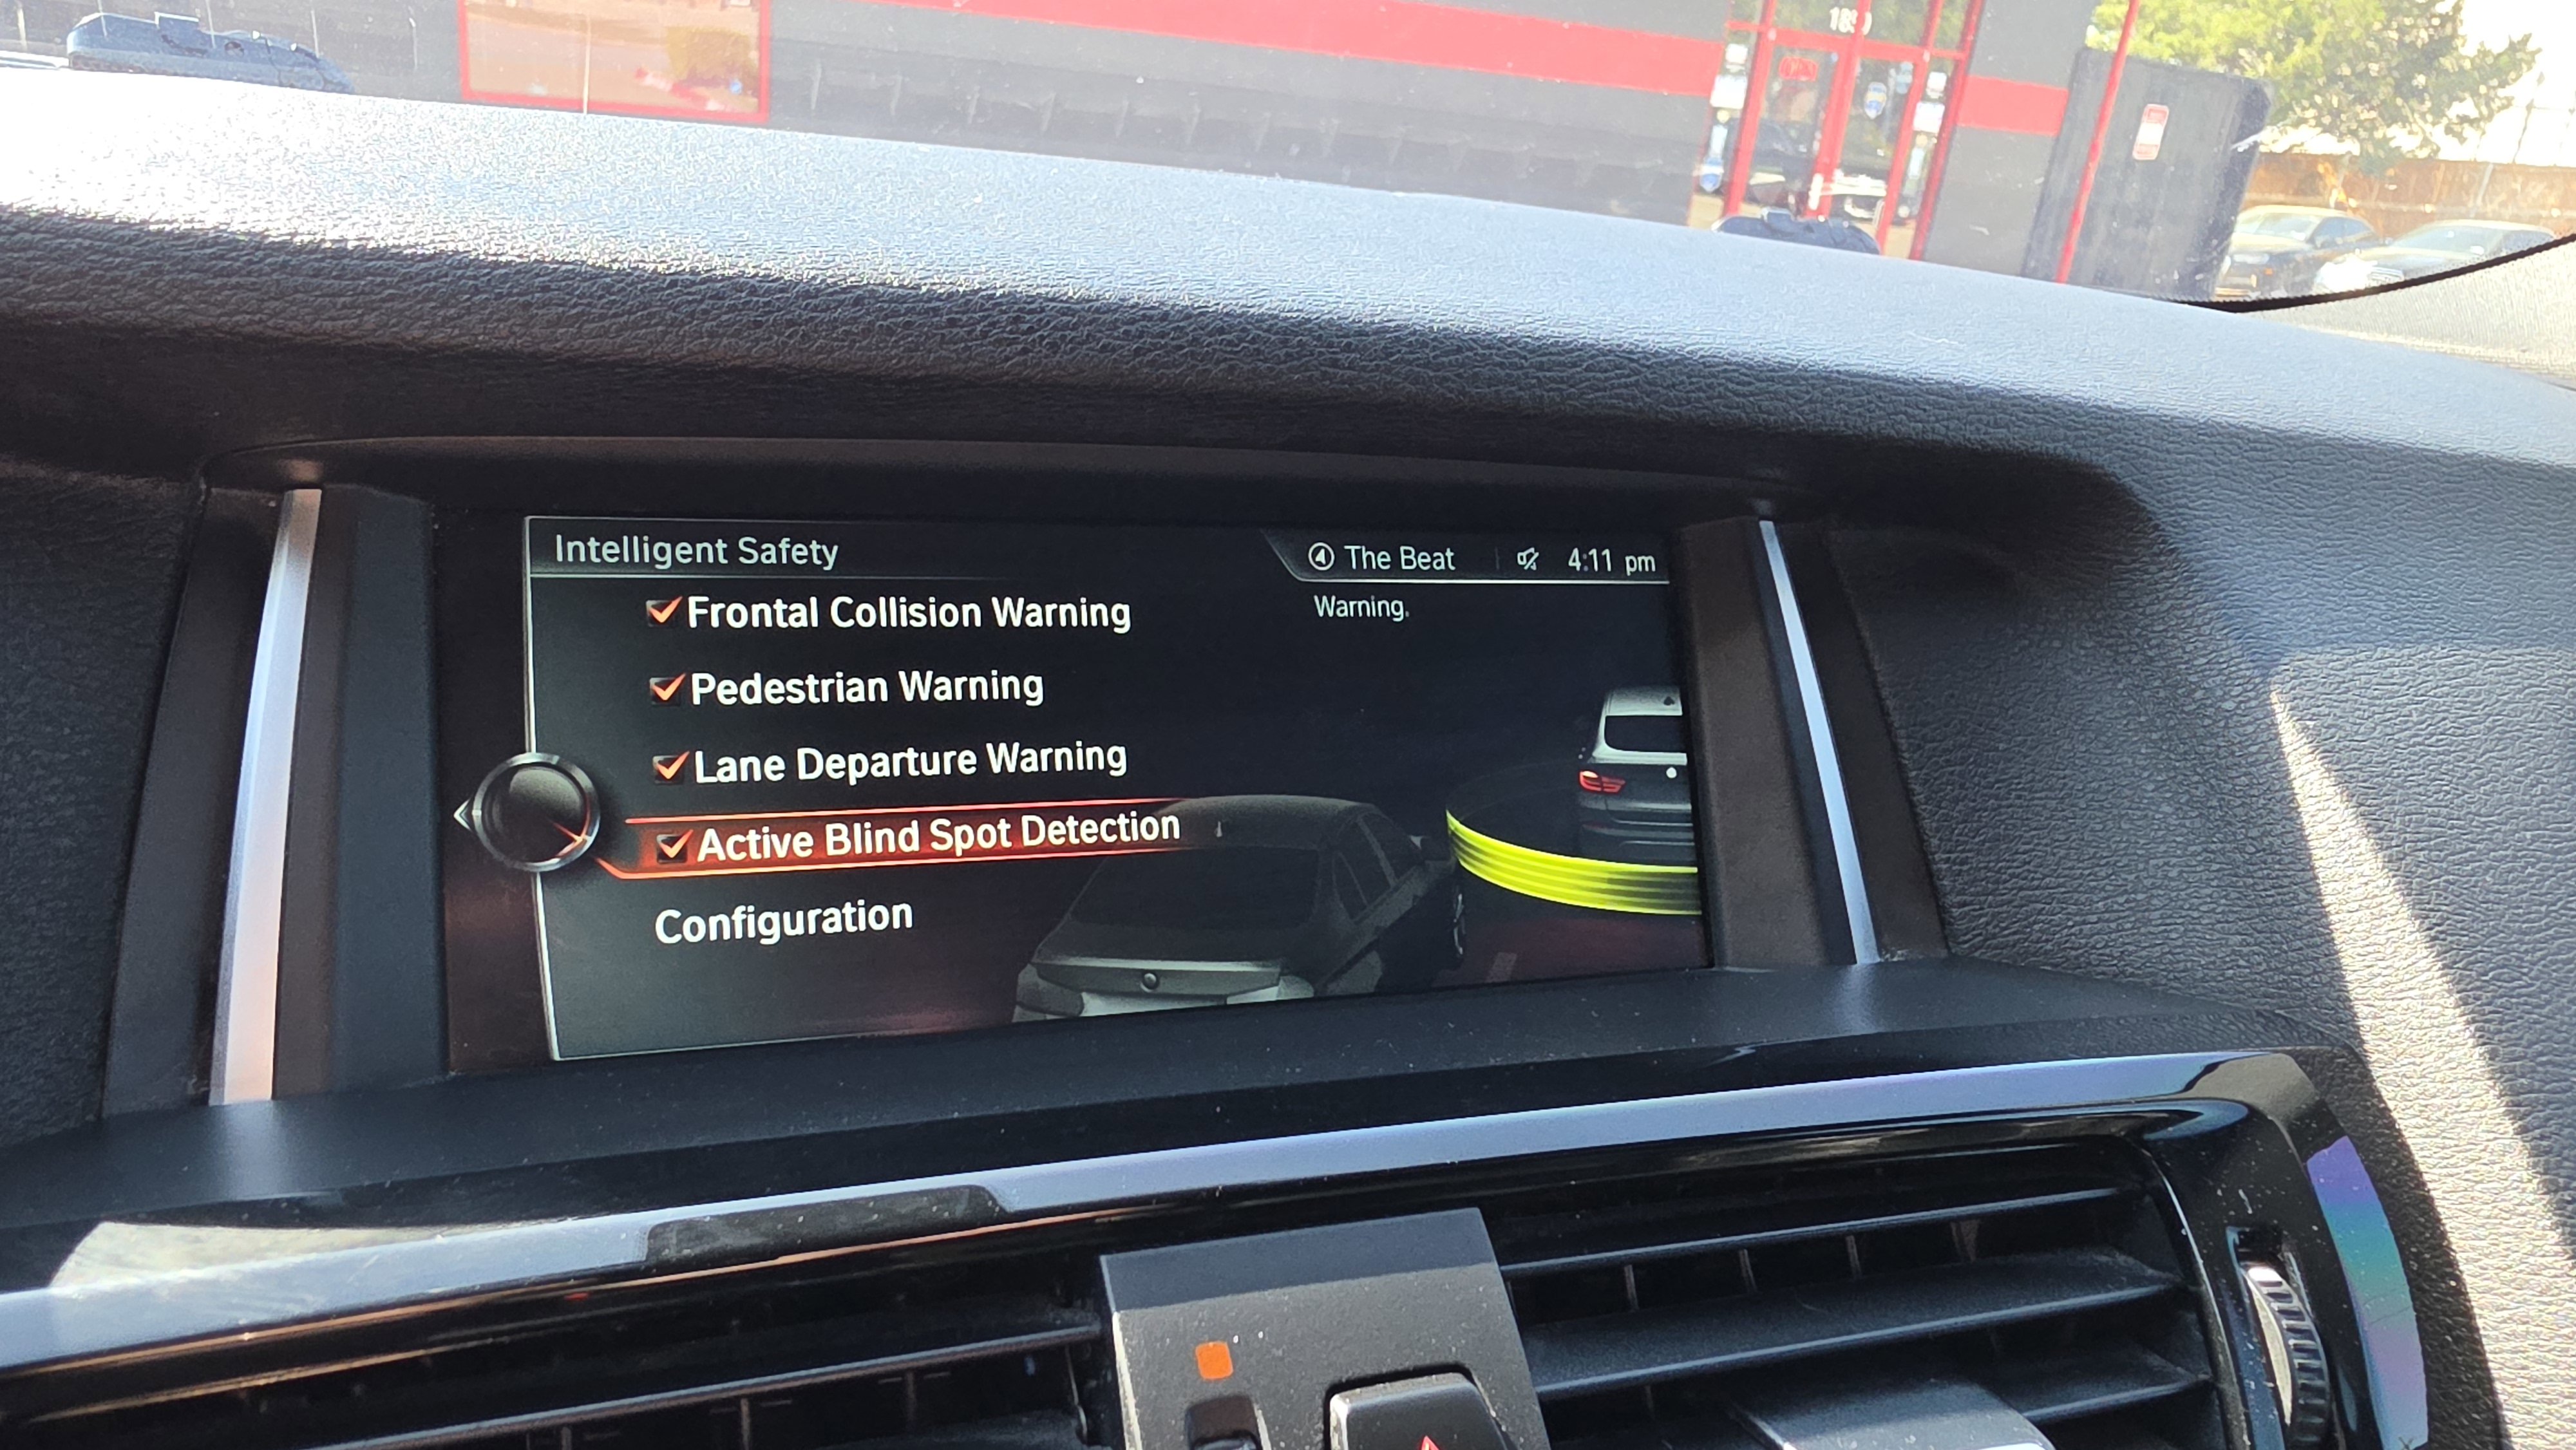 Intelligent Safety
④ The Beat
4:11 pm
Frontal Collision Warning
Warning.
Pedestrian Warning
Lane Departure Warning
Active Blind Spot Detection
Configuration